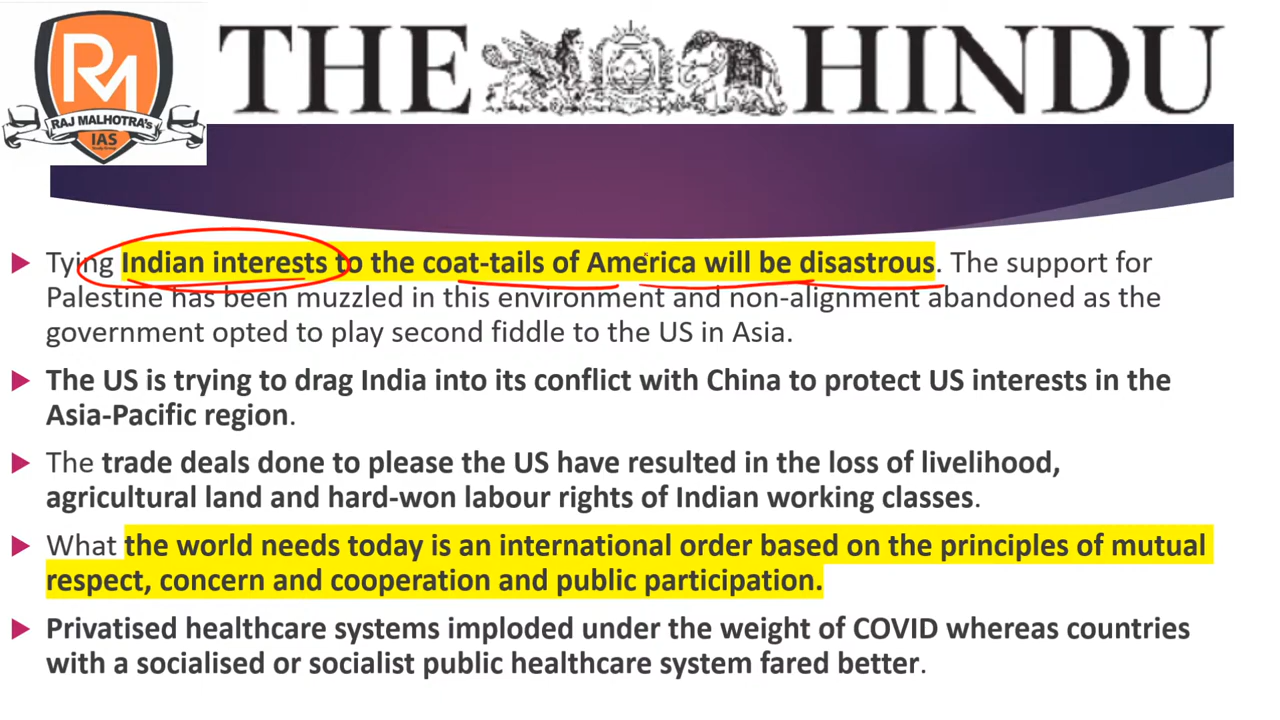 RM
RAJ MALHOTRA'S
IAS
THE HINDU
Tying Indian interests to the coat-tails of America will be disastrous. The support for
Palestine has been muzzled in this environment and non-alignment abandoned as the
government opted to play second fiddle to the US in Asia.
The US is trying to drag India into its conflict with China to protect US interests in the
Asia-Pacific region.
The trade deals done to please the US have resulted in the loss of livelihood,
agricultural land and hard-won labour rights of Indian working classes.
What the world needs today is an international order based on the principles of mutual
respect, concern and cooperation and public participation.
Privatised healthcare systems imploded under the weight of COVID whereas countries
with a socialised or socialist public healthcare system fared better.